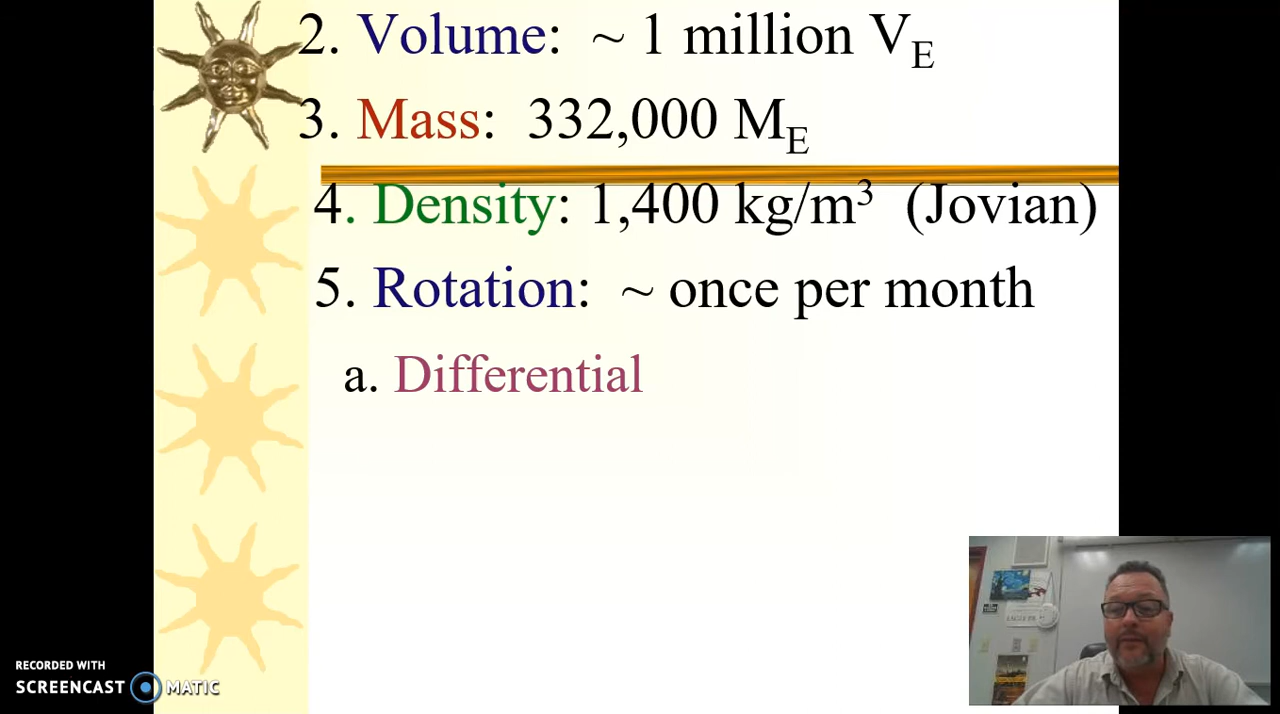 2. Volume: ~ 1 million VE
3. Mass: 332,000 ME
4. Density: 1,400 kg/m³ (Jovian)
5. Rotation: ~ once per month
a. Differential
RECORDED WITH
SCREENCAST MATIC